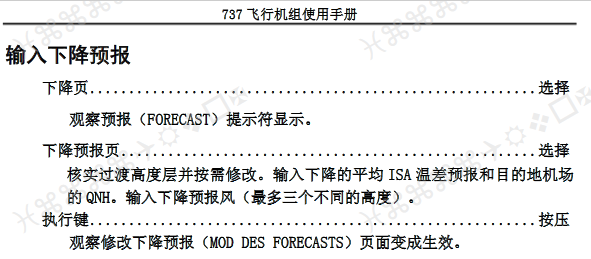 737 飞行机组使用手册
输入下降预报
下降页......................................................选择
观察预报（FORECAST）提示符显示。
下降预报页..................................................选择
核实过渡高度层并按需修改。输入下降的平均 ISA 温差预报和目的地机场
的 QNH。输入下降预报风（最多三个不同的高度）。
执行键......................................................按压
观察修改下降预报（MOD DES FORECASTS）页面变成生效。